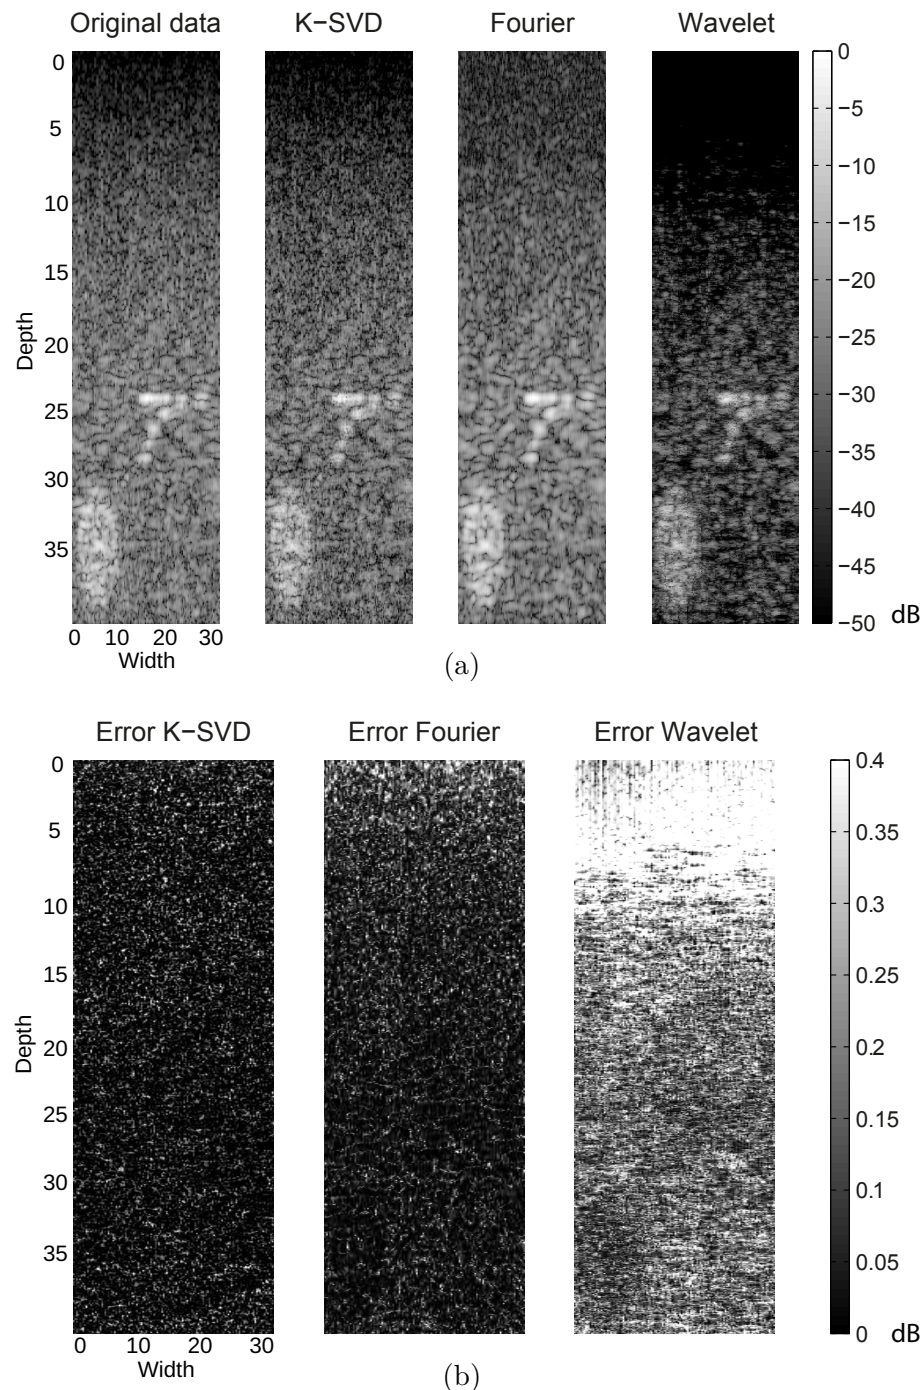 Original data K−SVD Fourier Wavelet
0
5
10
15
20
25
30
35
Depth
0 10 20 30
Width
0
−5
−10
−15
−20
−25
−30
−35
−40
−45
−50 dB
(a)
Error K−SVD Error Fourier Error Wavelet
0
5
10
15
20
25
30
35
Depth
0 10 20 30
Width
0.4
0.35
0.3
0.25
0.2
0.15
0.1
0.05
0 dB
(b)